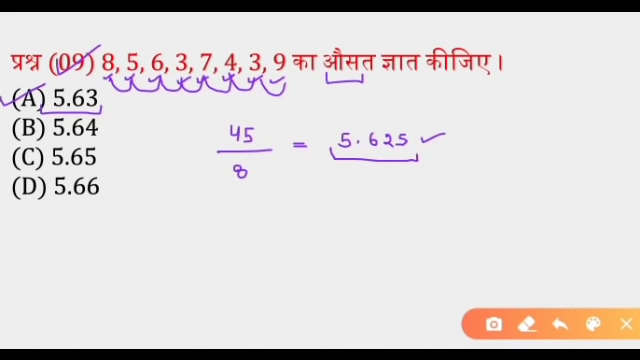 प्रश्न (09) 8, 5, 6, 3, 7, 4, 3, 9 का औसत ज्ञात कीजिए।
(A) 5.63
(B) 5.64
(C) 5.65
(D) 5.66
45
8
= 5.625